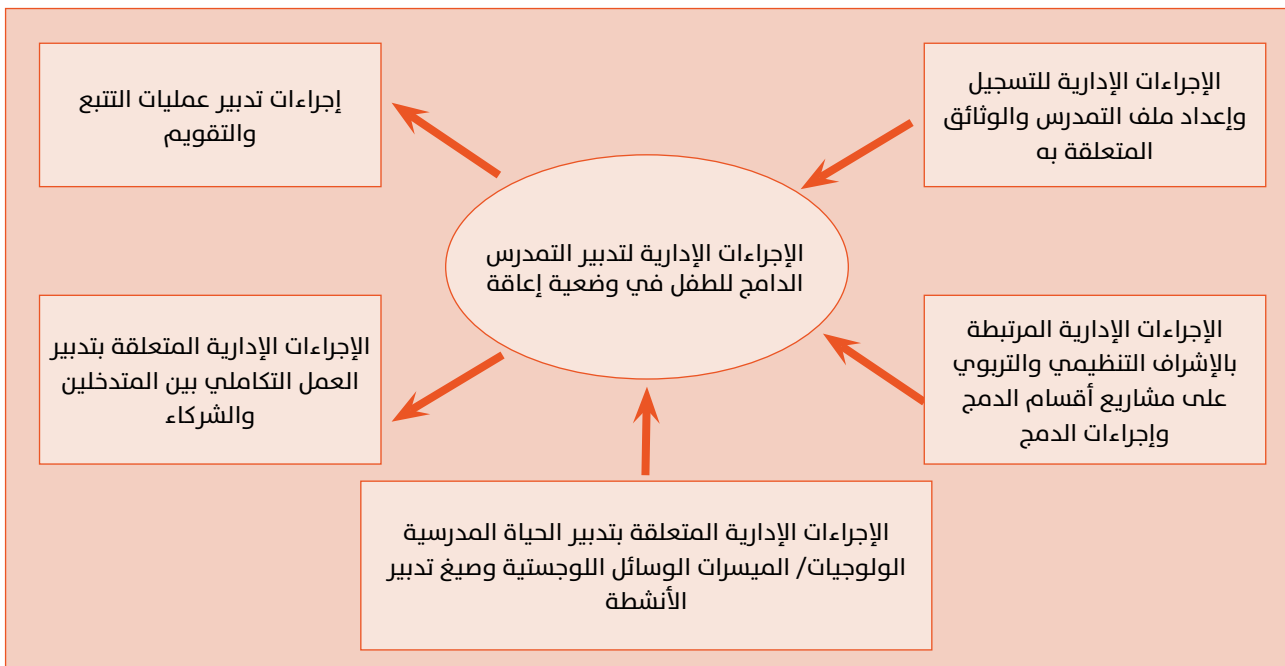 الإجراءات الإدارية للتسجيل
وإعداد ملف التمدرس والوثائق
المتعلقة به
إجراءات تدبير عمليات التتبع
والتقويم
الإجراءات الإدارية لتدبير التمدرس
الدامج للطفل في وضعية إعاقة
الإجراءات الإدارية المرتبطة
بالإشراف التنظيمي والتربوي
على مشاريع أقسام الدمج
وإجراءات الدمج
الإجراءات الإدارية المتعلقة بتدبير
العمل التكاملي بين المتدخلين
والشركاء
الإجراءات الإدارية المتعلقة بتدبير الحياة المدرسية
الولوجيات/ الميسرات الوسائل اللوجستية وصيغ تدبير
الأنشطة